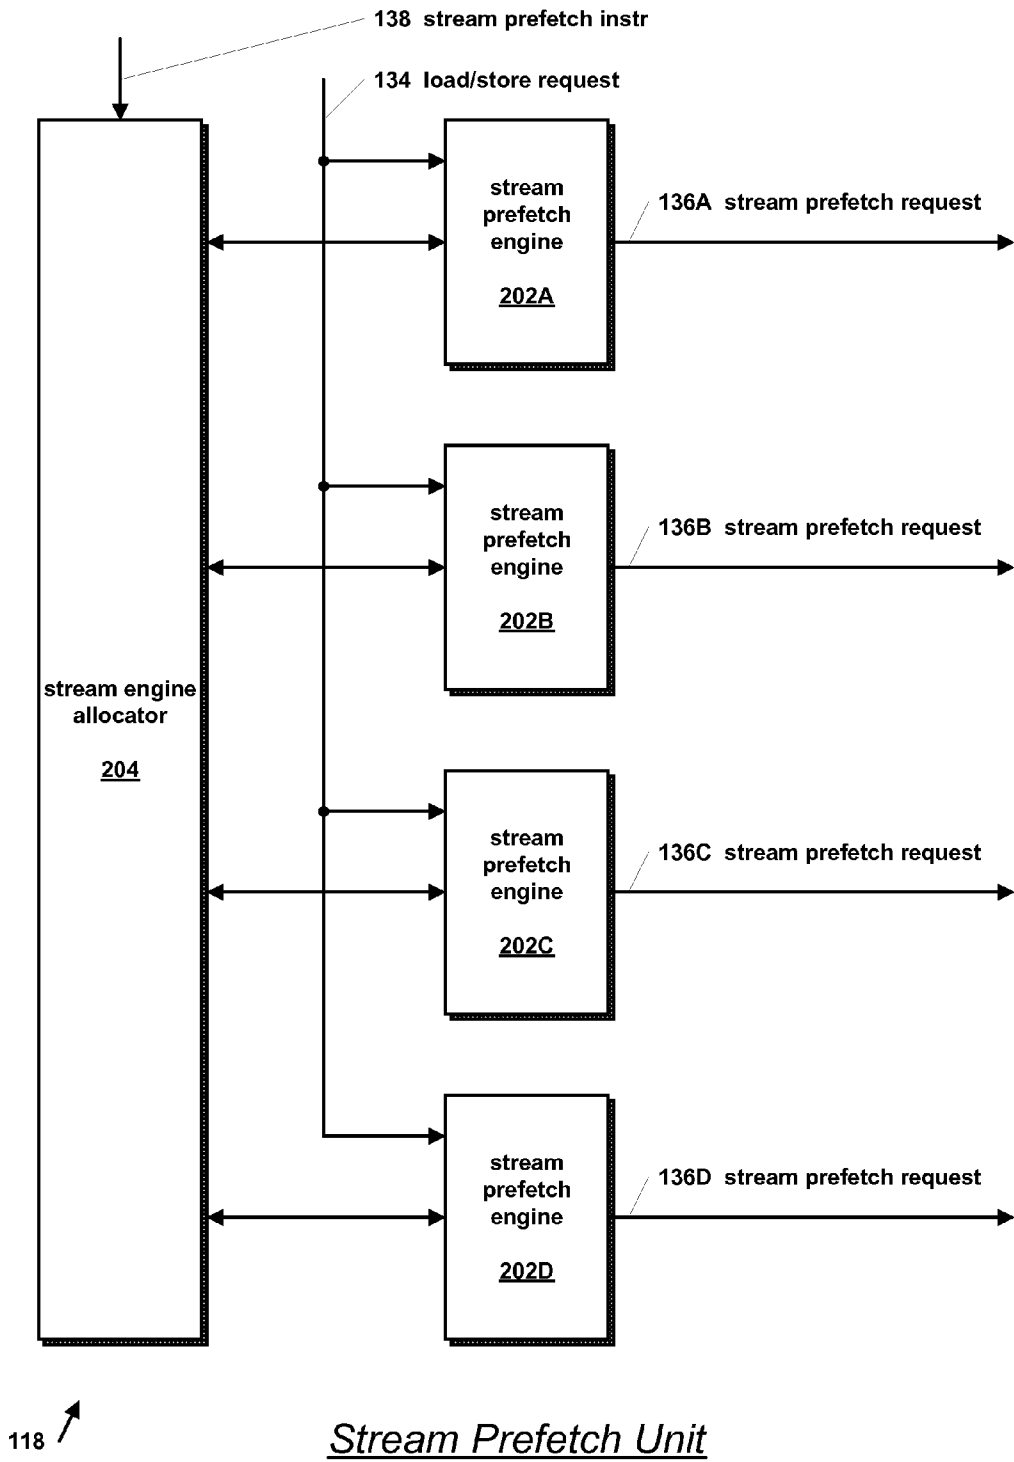 138 stream prefetch instr
134 load/store request
stream
prefetch
engine
202A
136A stream prefetch request
stream
prefetch
engine
202B
136B stream prefetch request
stream engine
allocator
204
stream
prefetch
engine
202C
136C stream prefetch request
stream
prefetch
engine
202D
136D stream prefetch request
118
Stream Prefetch Unit